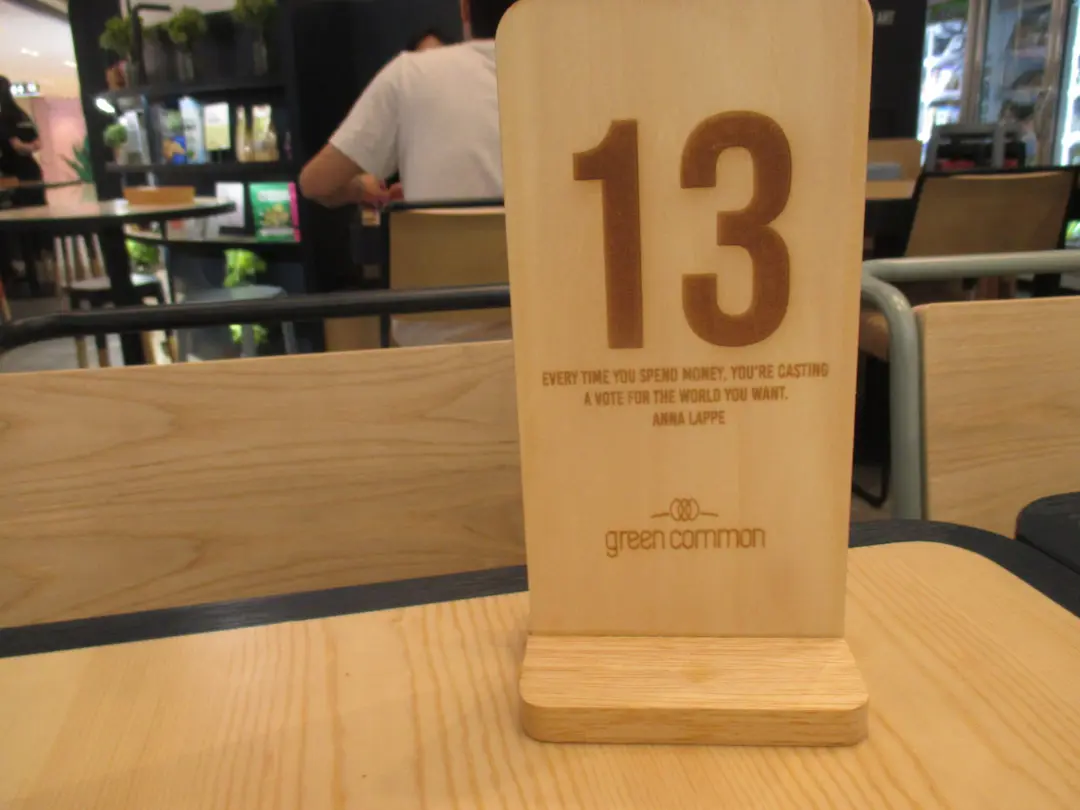 13
EVERY TIME YOU SPEND MONEY, YOU'RE CASTING
A VOTE FOR THE WORLD YOU WANT.
ANNA LAPPE
green common